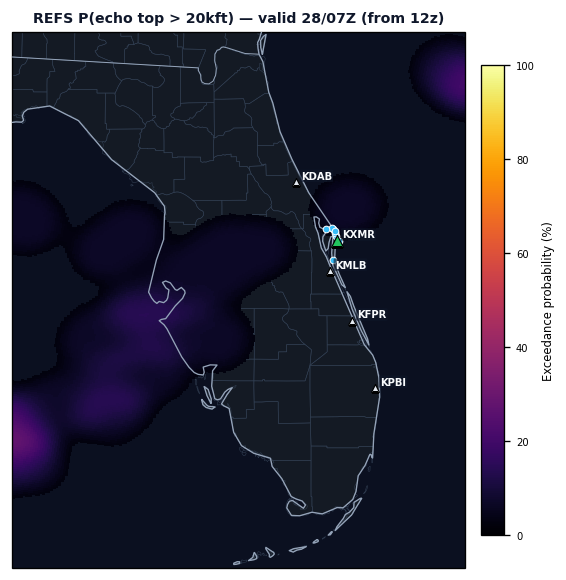 REFS P(echo top > 20kft) — valid 28/07Z (from 12z)
KDAB
KXMR
KMLB
KFPR
KPBI
100
80
60
40
20
0
Exceedance probability (%)